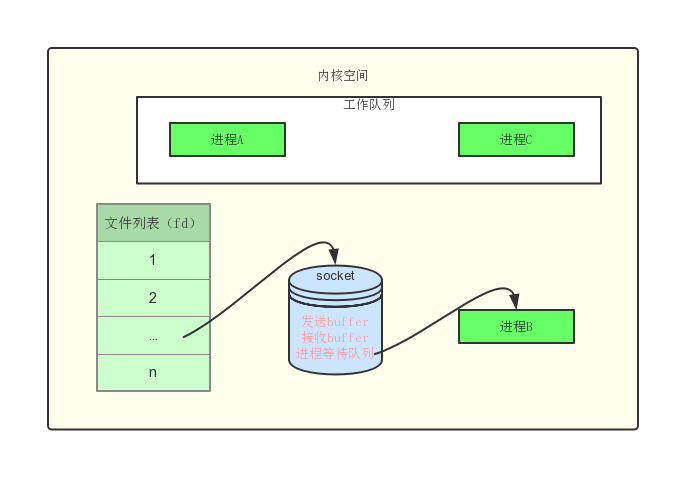 内核空间
工作队列
进程A
进程C
文件列表（fd）
1
2
...
n
socket
发送buffer
接收buffer
进程等待队列
进程B